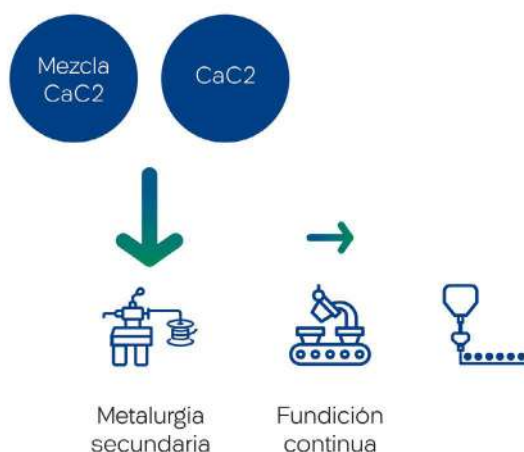 Mezcla
CaC2
CaC2
Metalurgia
secundaria
Fundición
continua